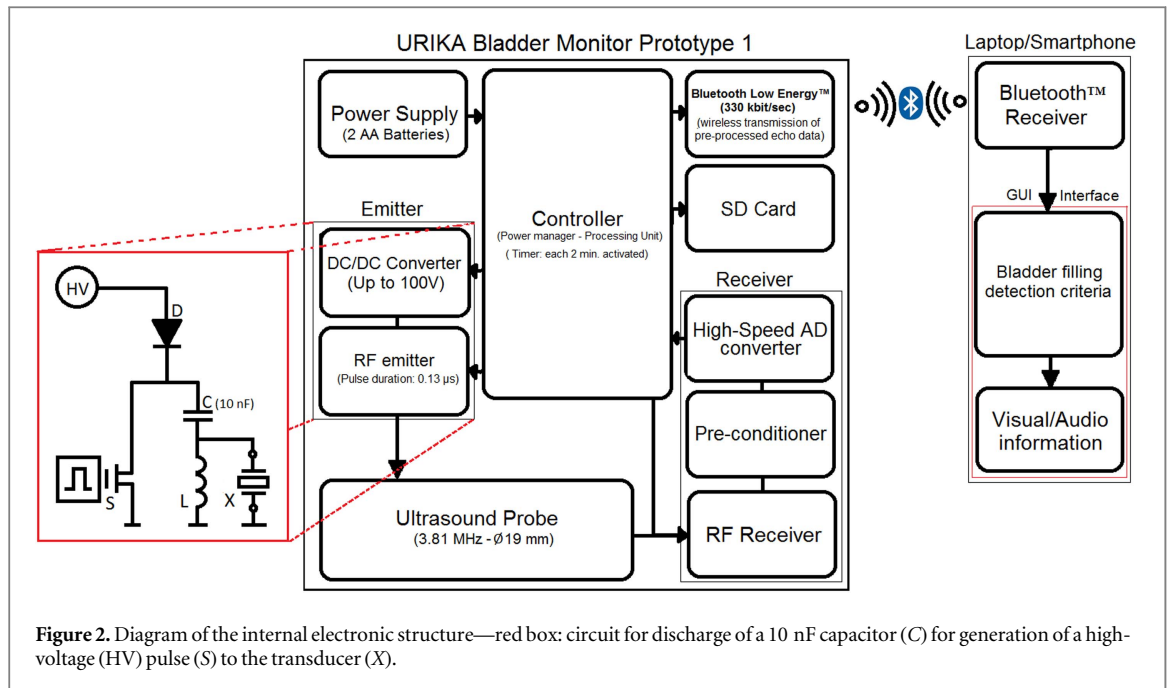 URIKA Bladder Monitor Prototype 1
Power Supply
(2 AA Batteries)
Controller
(Power manager - Processing Unit)
( Timer: each 2 min. activated)
Bluetooth Low Energy™
(330 kbit/sec)
(wireless transmission of
pre-processed echo data)
SD Card
Emitter
DC/DC Converter
(Up to 100V)
RF emitter
(Pulse duration: 0.13 µs)
Receiver
High-Speed AD
converter
Pre-conditioner
RF Receiver
Ultrasound Probe
(3.81 MHz - Ø19 mm)
HV
D
C (10 nF)
S
L
X
Laptop/Smartphone
Bluetooth™
Receiver
GUI Interface
Bladder filling
detection criteria
Visual/Audio
information
Figure 2. Diagram of the internal electronic structure—red box: circuit for discharge of a 10 nF capacitor (C) for generation of a high-
voltage (HV) pulse (S) to the transducer (X).